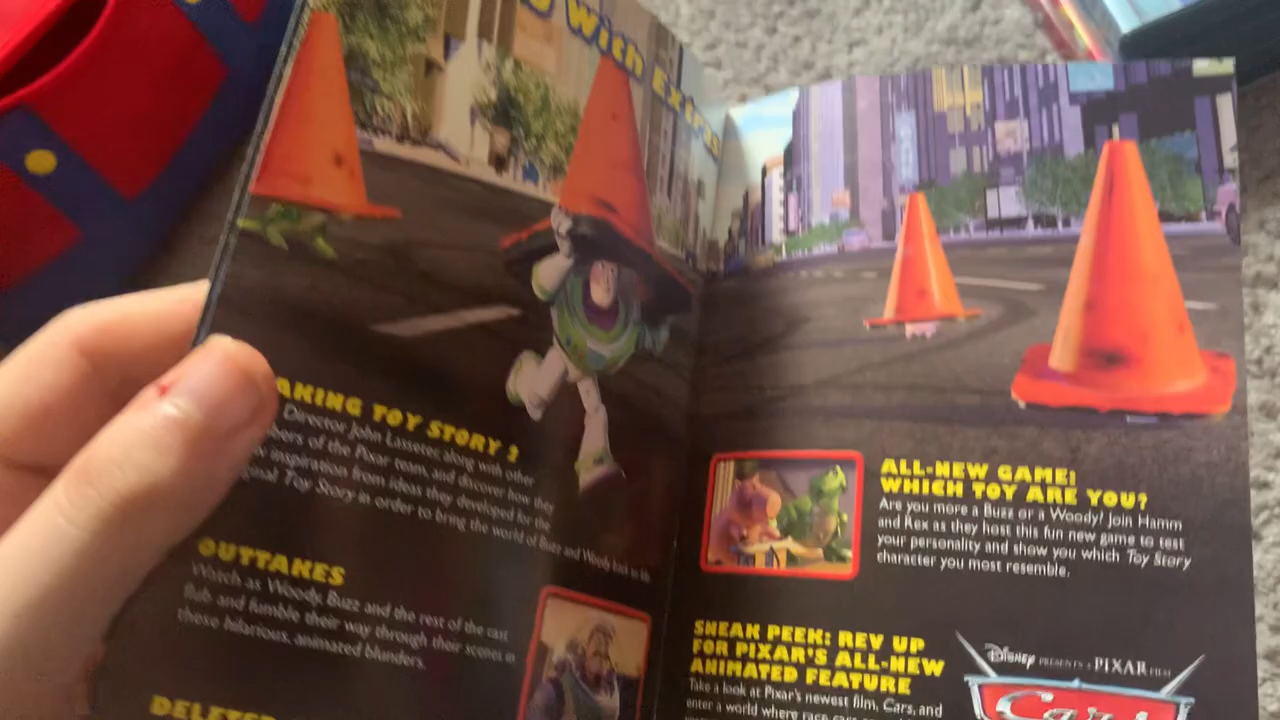 With Extras
AKING TOY STORY 2
Director John Lasseter, along with other
bers of the Pixar team, and discover how they
inspiration from ideas they developed for the
Toy Story in order to bring the world of Buzz and Woody back to life
OUTTAKES
Watch as Woody, Buzz and the rest of the cast
flub and fumble their way through their scenes in
these hilarious, animated blunders.
DELETED
ALL-NEW GAME:
WHICH TOY ARE YOU?
Are you more a Buzz or a Woody? Join Hamm
and Rex as they host this fun new game to test
your personality and show you which Toy Story
character you most resemble.
SNEAK PEEK: REV UP
FOR PIXAR'S ALL-NEW
ANIMATED FEATURE
Take a look at Pixar's newest film, Cars, and
enter a world where race cars
DISNEY PRESENTS A PIXAR FILM
Cars